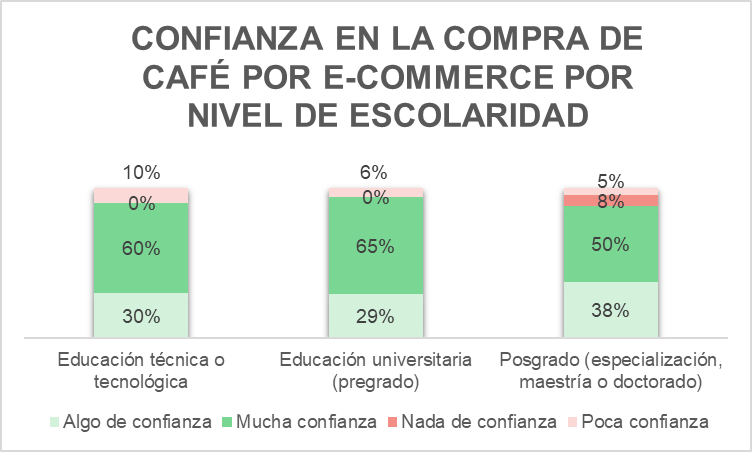 CONFIANZA EN LA COMPRA DE
CAFÉ POR E-COMMERCE POR
NIVEL DE ESCOLARIDAD
10% 6% 5%
0% 0% 8%
60% 65% 50%
30% 29% 38%
Educación técnica o Educación universitaria Posgrado (especialización,
tecnológica (pregrado) maestría o doctorado)
Algo de confianza Mucha confianza Nada de confianza Poca confianza